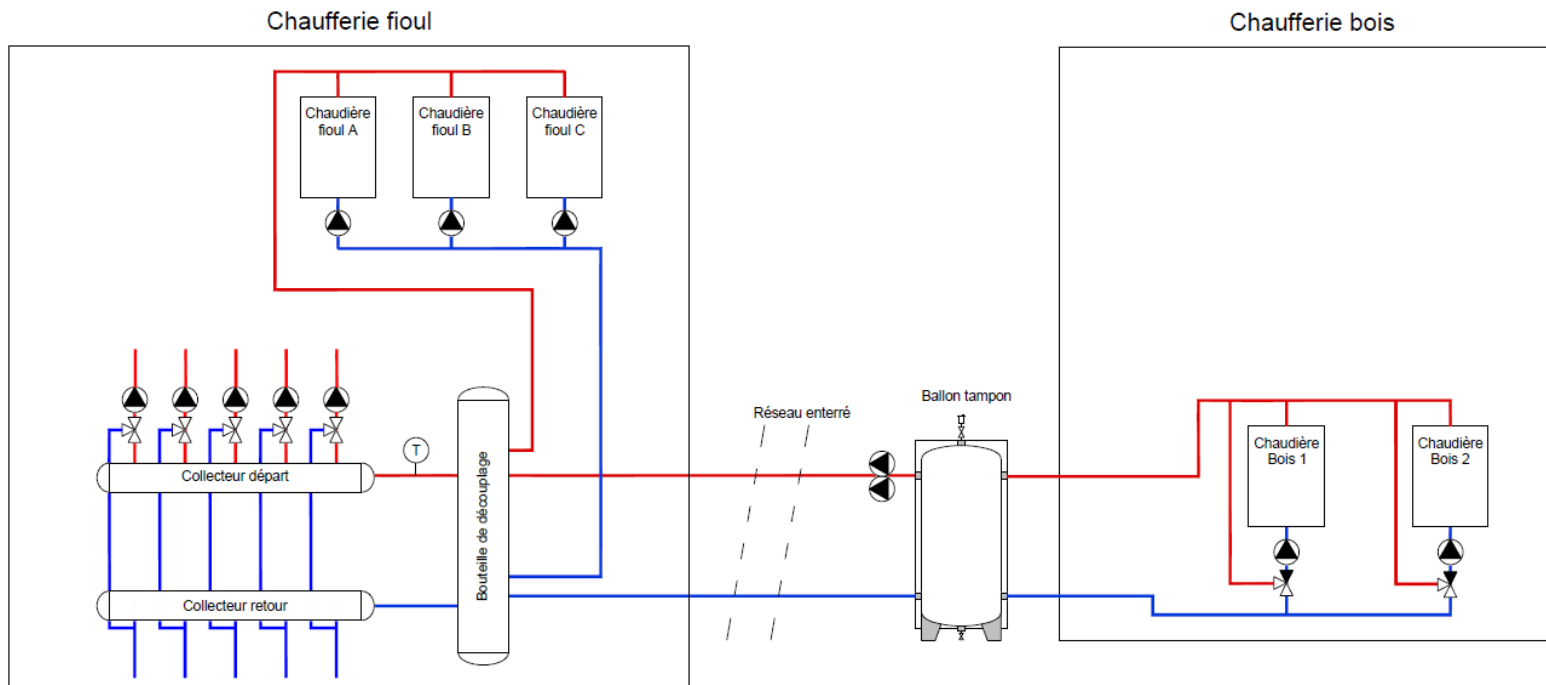 Chaufferie fioul
Chaufferie bois
Chaudière
fioul A
Chaudière
fioul B
Chaudière
fioul C
Réseau enterré
Ballon tampon
Chaudière
Bois 1
Chaudière
Bois 2
T
Collecteur départ
Bouteille de découplage
Collecteur retour